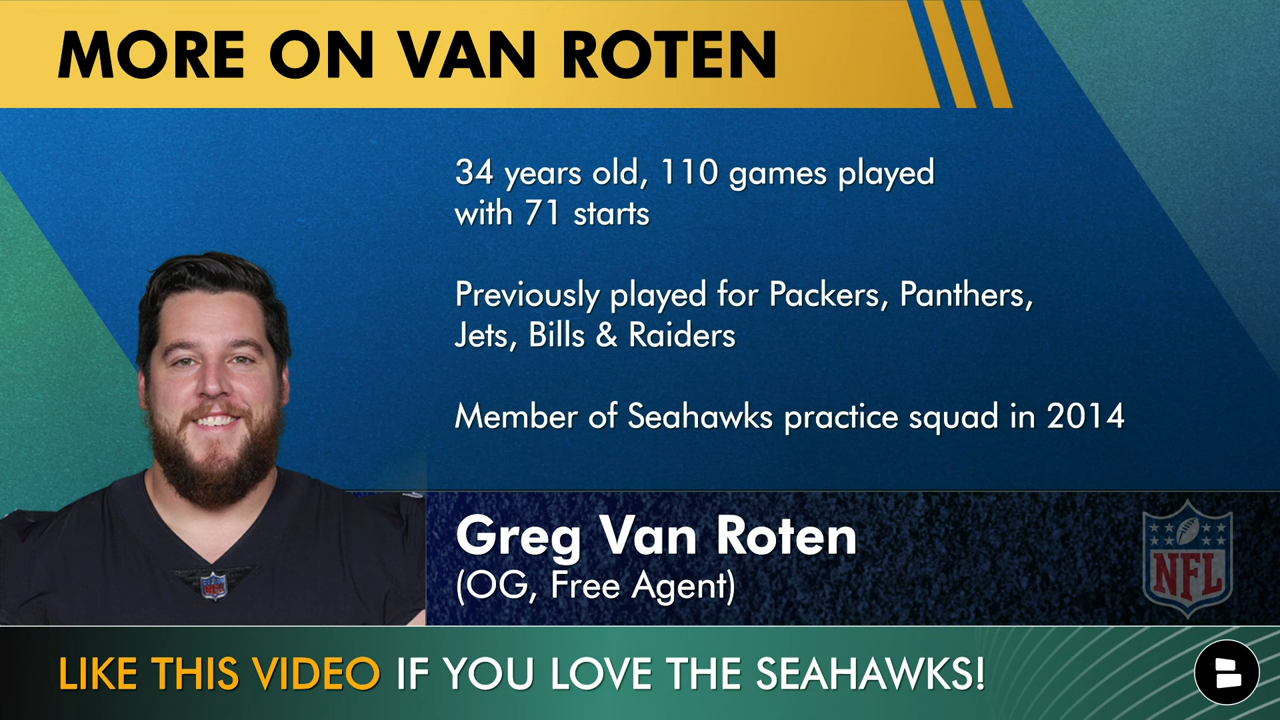 MORE ON VAN ROTEN
34 years old, 110 games played
with 71 starts
Previously played for Packers, Panthers,
Jets, Bills & Raiders
Member of Seahawks practice squad in 2014
Greg Van Roten
(OG, Free Agent)
NFL
LIKE THIS VIDEO IF YOU LOVE THE SEAHAWKS!